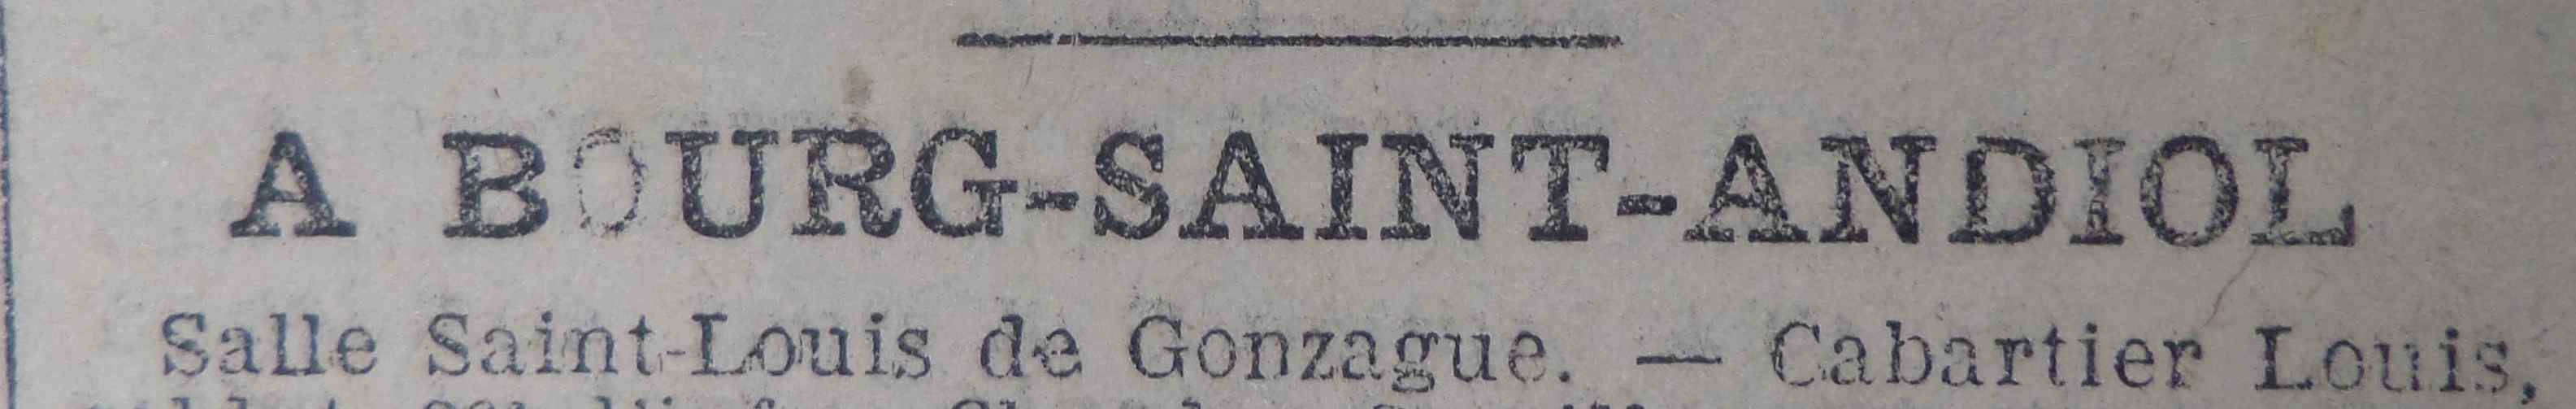 A BOURG-SAINT-ANDIOL
Salle Saint-Louis de Gonzague. — Cabartier Louis,